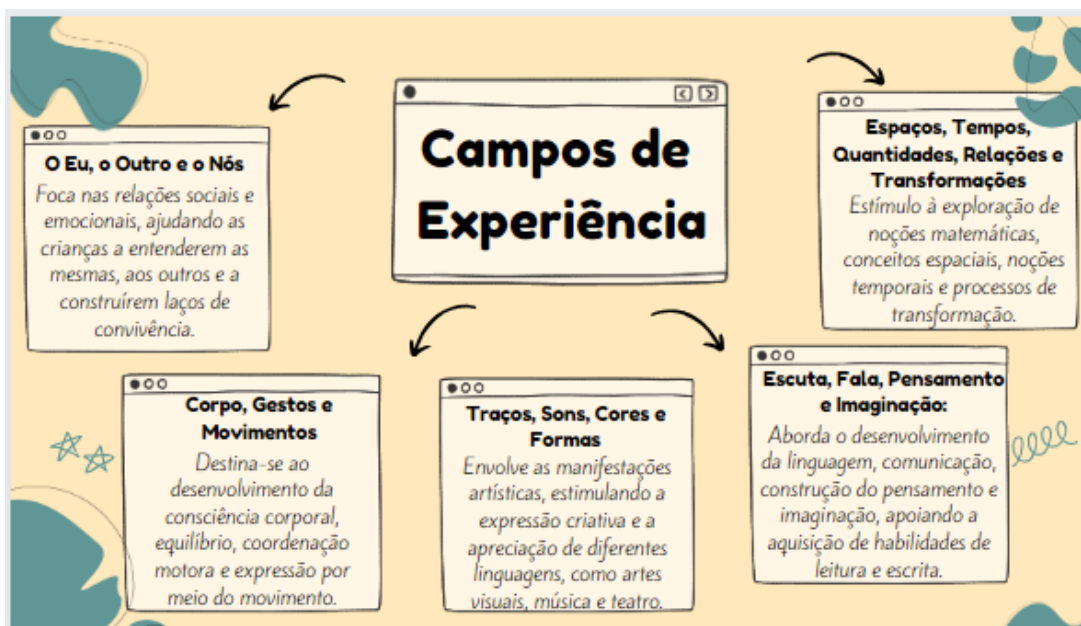 Campos de
Experiência
O Eu, o Outro e o Nós
Foca nas relações sociais e
emocionais, ajudando as
crianças a entenderem as
mesmas, aos outros e a
construírem laços de
convivência.
Espaços, Tempos,
Quantidades, Relações e
Transformações
Estímulo à exploração de
noções matemáticas,
conceitos espaciais, noções
temporais e processos de
transformação.
Corpo, Gestos e
Movimentos
Destina-se ao
desenvolvimento da
consciência corporal,
equilíbrio, coordenação
motora e expressão por
meio do movimento.
Traços, Sons, Cores e
Formas
Envolve as manifestações
artísticas, estimulando a
expressão criativa e a
apreciação de diferentes
linguagens, como artes
visuais, música e teatro.
Escuta, Fala, Pensamento
e Imaginação:
Aborda o desenvolvimento
da linguagem, comunicação,
construção do pensamento e
imaginação, apoiando a
aquisição de habilidades de
leitura e escrita.